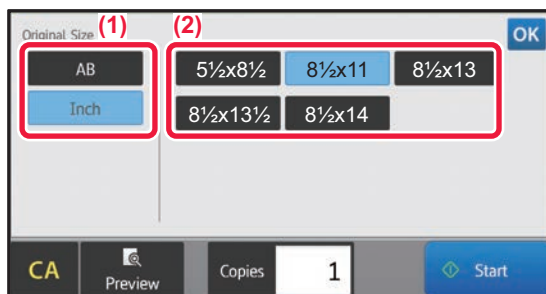 Original Size (1) (2) OK
AB 5½x8½ 8½x11 8½x13
Inch 8½x13½ 8½x14
CA Preview Copies 1 Start